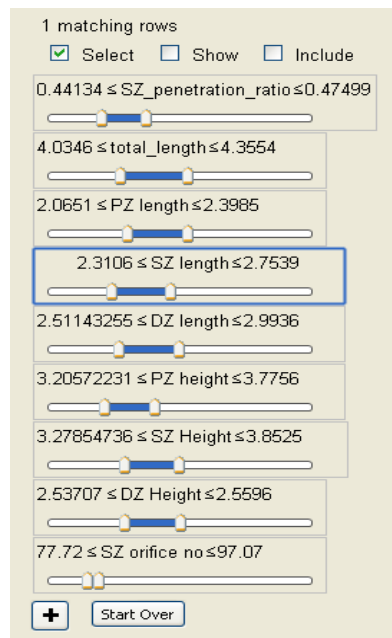 1 matching rows
Select Show Include
0.44134 ≤ SZ_penetration_ratio≤0.47499
4.0346 ≤total_length≤4.3554
2.0651 ≤ PZ length≤2.3985
2.3106 ≤ SZ length≤2.7539
2.51143255 ≤ DZ length≤2.9936
3.20572231 ≤ PZ height≤3.7756
3.27854736 ≤ SZ Height≤3.8525
2.53707 ≤ DZ Height≤2.5596
77.72 ≤ SZ orifice no≤97.07
+ Start Over